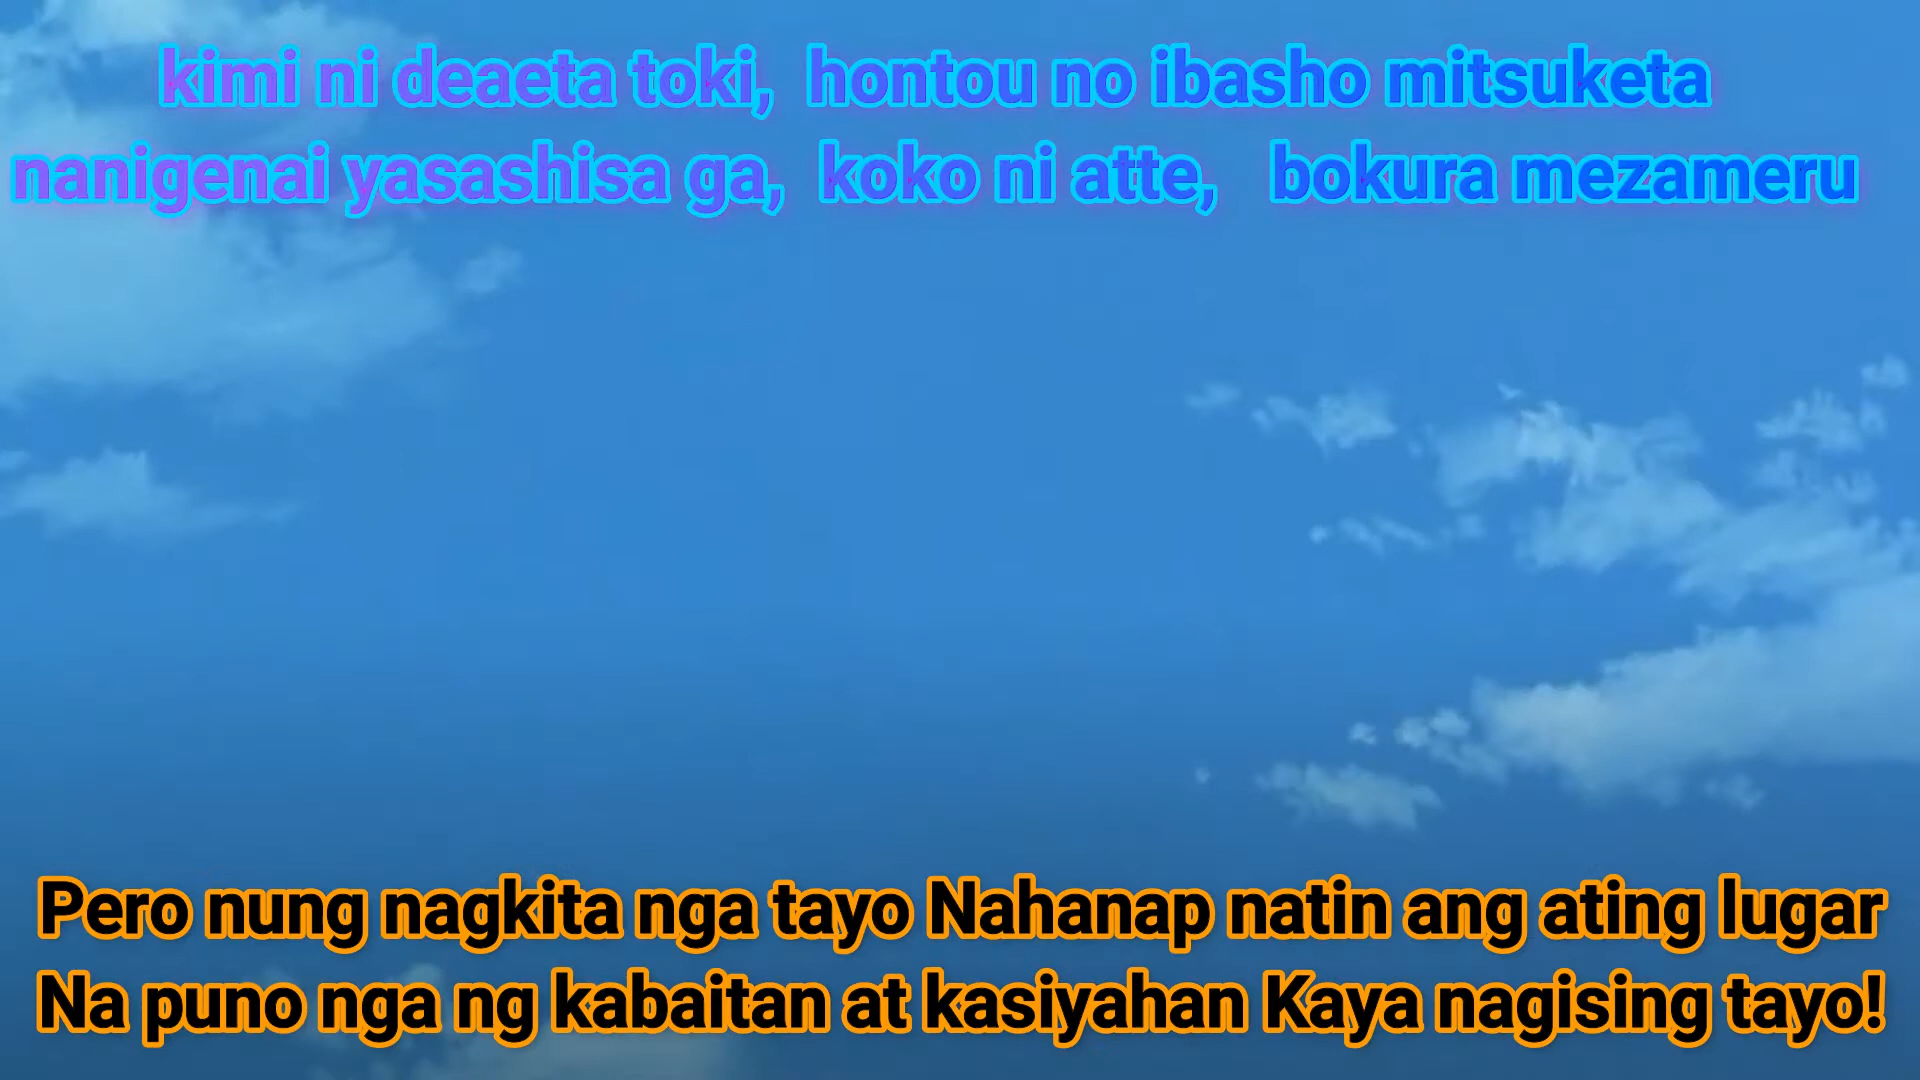 kimi ni deaeta toki, hontou no ibasho mitsuketa
nanigenai yasashisa ga, koko ni atte, bokura mezameru
Pero nung nagkita nga tayo Nahanap natin ang ating lugar
Na puno nga ng kabaitan at kasiyahan Kaya nagising tayo!